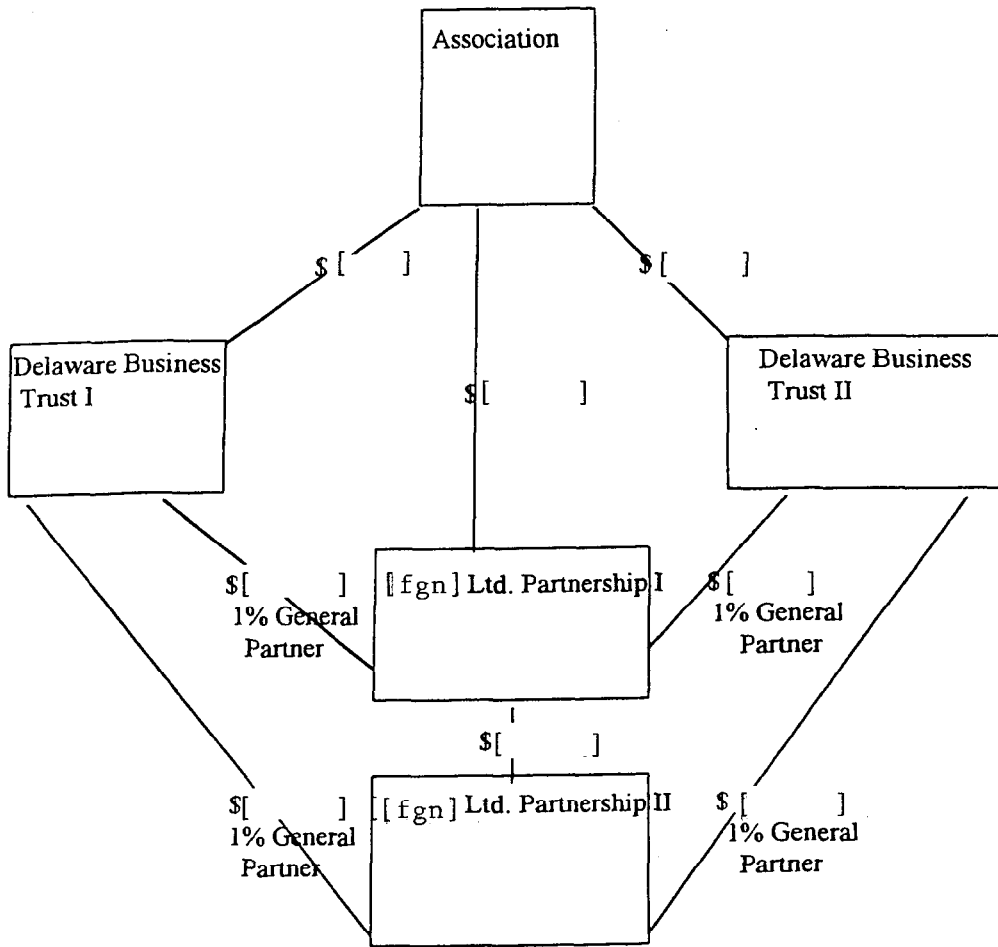 Association
$ [ ]
$ [ ]
Delaware Business
Trust I
Delaware Business
Trust II
$[ ]
$[ ]
1% General
Partner
[fgn] Ltd. Partnership I
$[ ]
1% General
Partner
$[ ]
$[ ]
1% General
Partner
[[fgn] Ltd. Partnership II
$ [ ]
1% General
Partner